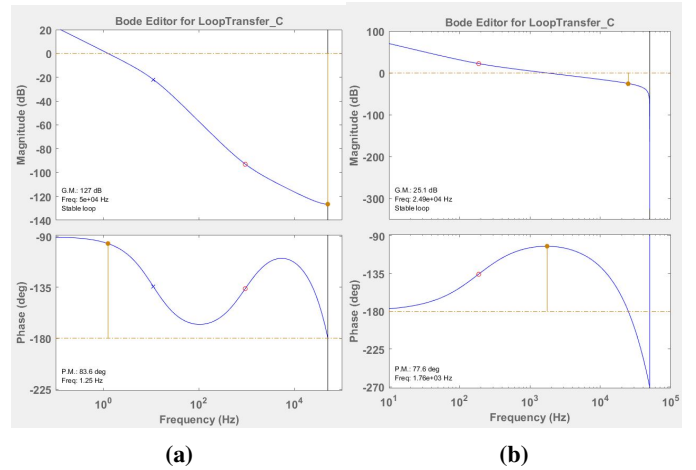 Bode Editor for LoopTransfer_C
20
0
-20
-40
-60
-80
-100
-120
-140
Magnitude (dB)
G.M.: 127 dB
Freq: 5e+04 Hz
Stable loop
-90
-135
-180
-225
Phase (deg)
P.M.: 83.6 deg
Freq: 1.25 Hz
10^0
10^2
10^4
Frequency (Hz)
(a)
Bode Editor for LoopTransfer_C
100
0
-100
-200
-300
Magnitude (dB)
G.M.: 25.1 dB
Freq: 2.49e+04 Hz
Stable loop
-90
-135
-180
-225
-270
Phase (deg)
P.M.: 77.6 deg
Freq: 1.76e+03 Hz
10^1
10^2
10^3
10^4
10^5
Frequency (Hz)
(b)